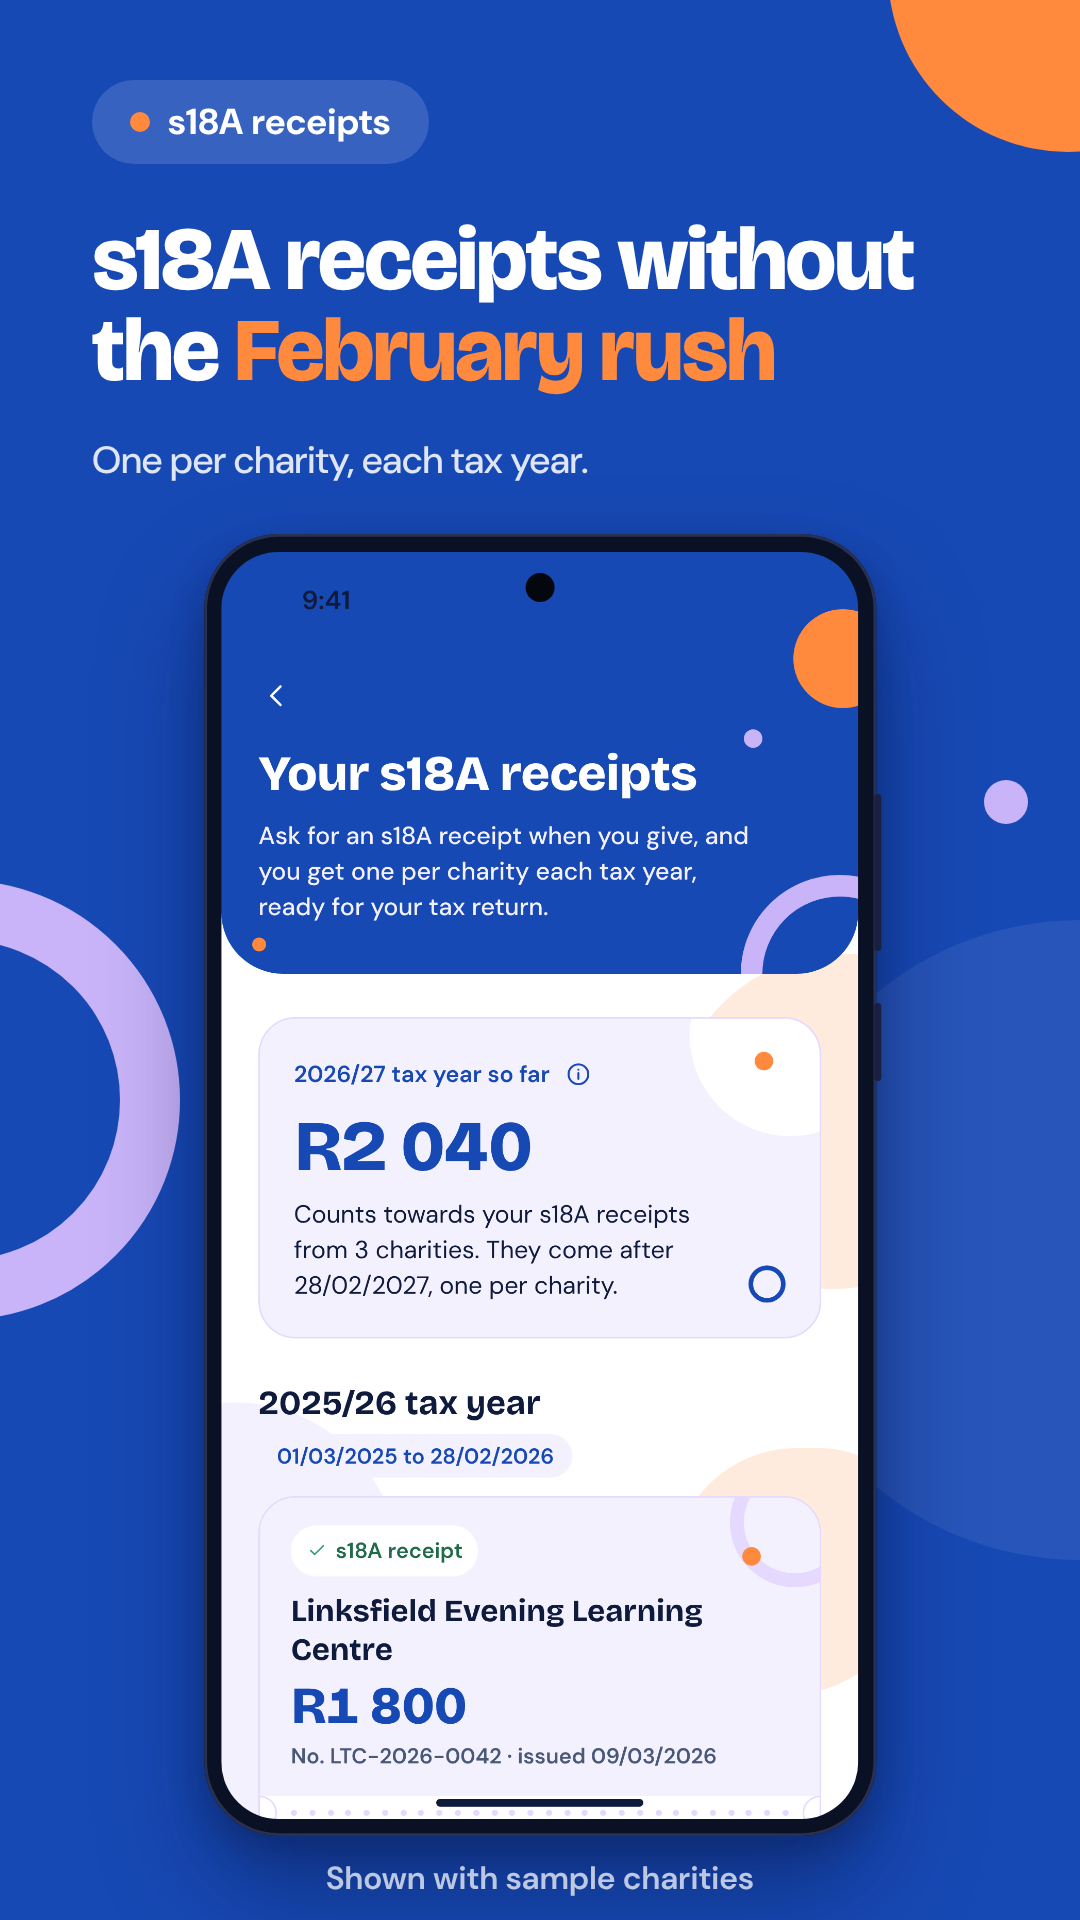 s18A receipts
s18A receipts without
the February rush
One per charity, each tax year.
9:41
Your s18A receipts
Ask for an s18A receipt when you give, and
you get one per charity each tax year,
ready for your tax return.
2026/27 tax year so far
R2 040
Counts towards your s18A receipts
from 3 charities. They come after
28/02/2027, one per charity.
2025/26 tax year
01/03/2025 to 28/02/2026
s18A receipt
Linksfield Evening Learning
Centre
R1 800
No. LTC-2026-0042 · issued 09/03/2026
Shown with sample charities